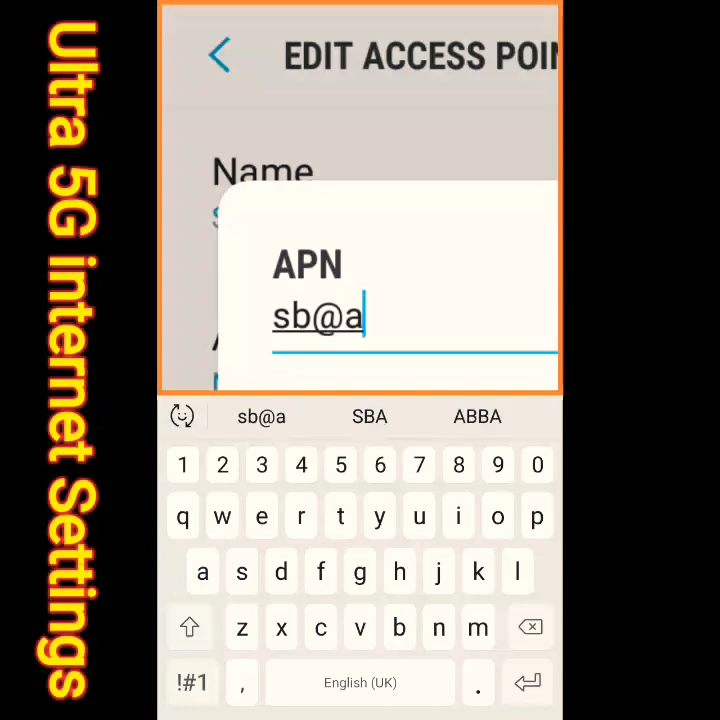 Ultra 5G internet Settings
EDIT ACCESS POIN
Name
APN
sb@a
sb@a SBA ABBA
1 2 3 4 5 6 7 8 9 0
q w e r t y u i o p
a s d f g h j k l
z x c v b n m
!#1 , English (UK) .